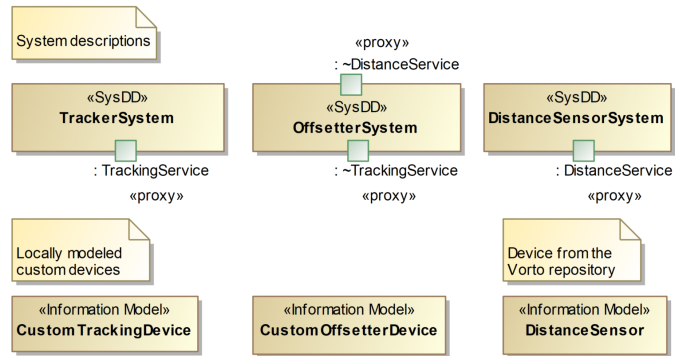 System descriptions
«proxy»
: ~DistanceService
«SysDD»
TrackerSystem
«SysDD»
OffsetterSystem
«SysDD»
DistanceSensorSystem
: TrackingService
«proxy»
: ~TrackingService
«proxy»
: DistanceService
«proxy»
Locally modeled
custom devices
Device from the
Vorto repository
«Information Model»
CustomTrackingDevice
«Information Model»
CustomOffsetterDevice
«Information Model»
DistanceSensor